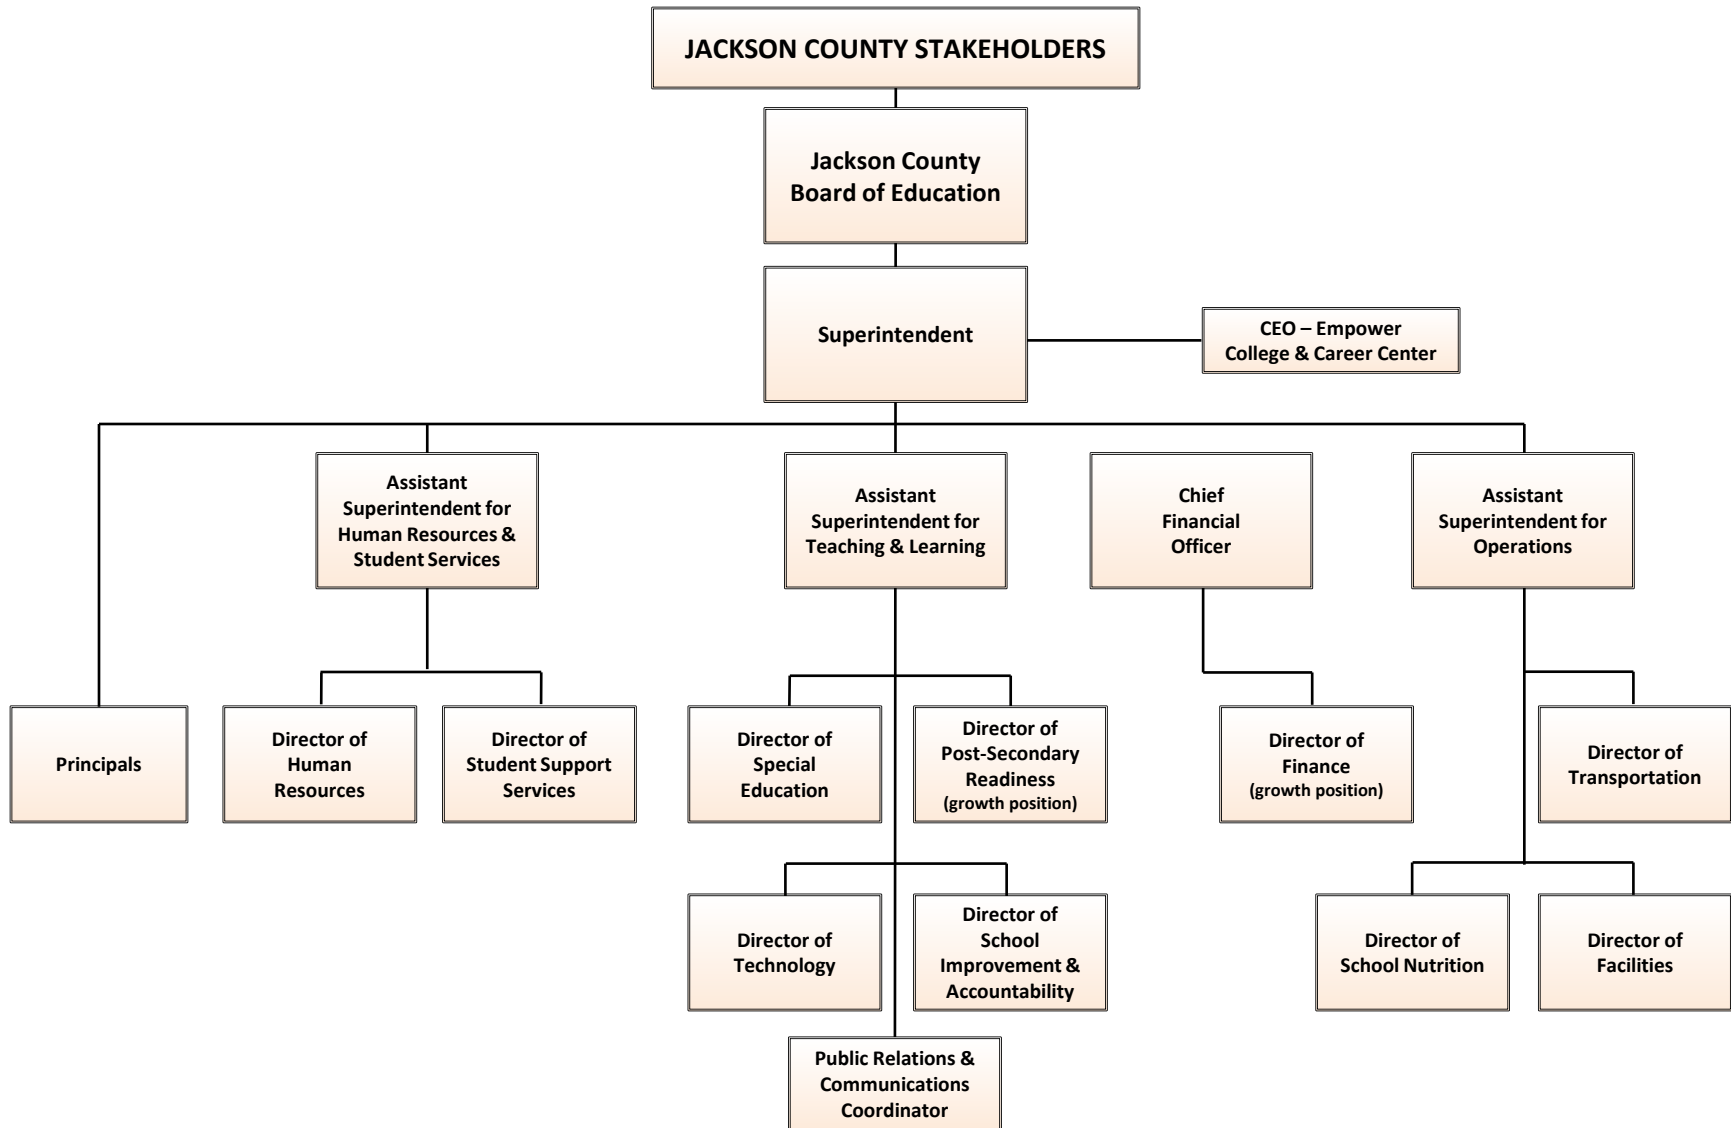 JACKSON COUNTY STAKEHOLDERS
Jackson County
Board of Education
Superintendent
CEO – Empower
College & Career Center
Assistant
Superintendent for
Human Resources &
Student Services
Assistant
Superintendent for
Teaching & Learning
Chief
Financial
Officer
Assistant
Superintendent for
Operations
Principals
Director of
Human
Resources
Director of
Student Support
Services
Director of
Special
Education
Director of
Post-Secondary
Readiness
(growth position)
Director of
Finance
(growth position)
Director of
Transportation
Director of
Technology
Director of
School
Improvement &
Accountability
Director of
School Nutrition
Director of
Facilities
Public Relations &
Communications
Coordinator